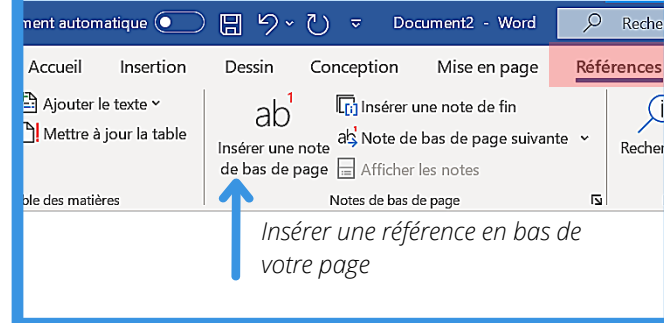 ment automatique Document2 - Word Reche
Accueil Insertion Dessin Conception Mise en page Références
Ajouter le texte
Mettre à jour la table
ble des matières
ab1
Insérer une note
de bas de page
Insérer une note de fin
ab Note de bas de page suivante
Afficher les notes
Notes de bas de page
Recher
Insérer une référence en bas de
votre page